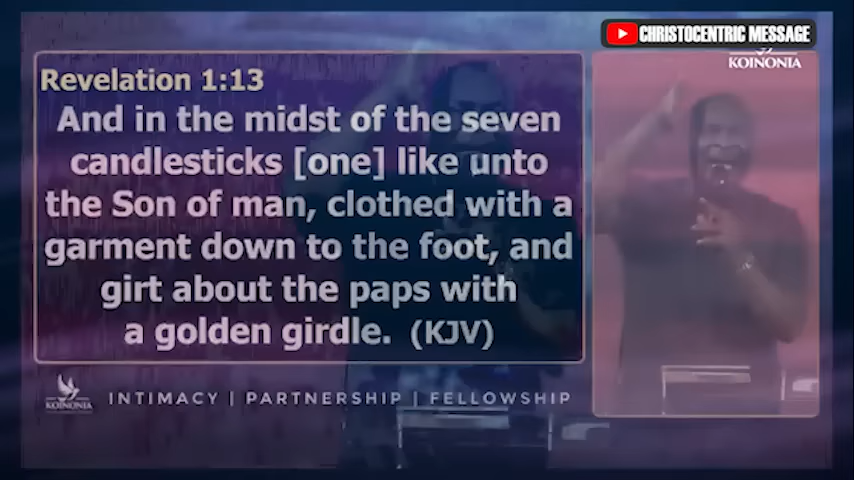 CHRISTOCENTRIC MESSAGE
KOINONIA
Revelation 1:13
And in the midst of the seven
candlesticks [one] like unto
the Son of man, clothed with a
garment down to the foot, and
girt about the paps with
a golden girdle. (KJV)
KOINONIA
INTIMACY | PARTNERSHIP | FELLOWSHIP